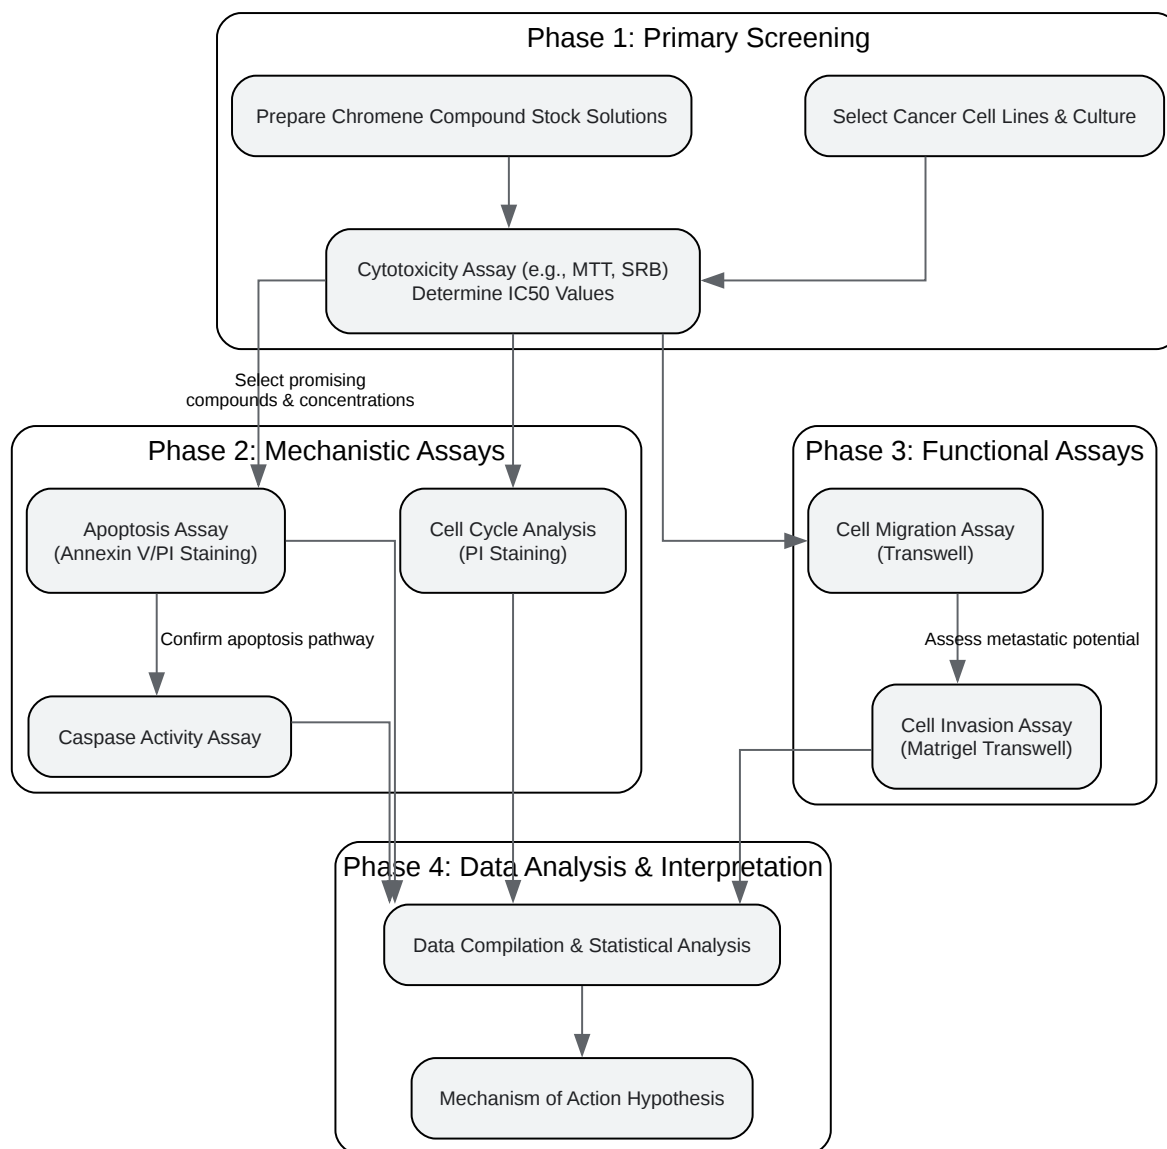 Phase 1: Primary Screening
Prepare Chromene Compound Stock Solutions
Select Cancer Cell Lines & Culture
Cytotoxicity Assay (e.g., MTT, SRB)
Determine IC50 Values
Select promising
compounds & concentrations
Phase 2: Mechanistic Assays
Apoptosis Assay
(Annexin V/PI Staining)
Cell Cycle Analysis
(PI Staining)
Confirm apoptosis pathway
Caspase Activity Assay
Phase 3: Functional Assays
Cell Migration Assay
(Transwell)
Assess metastatic potential
Cell Invasion Assay
(Matrigel Transwell)
Phase 4: Data Analysis & Interpretation
Data Compilation & Statistical Analysis
Mechanism of Action Hypothesis